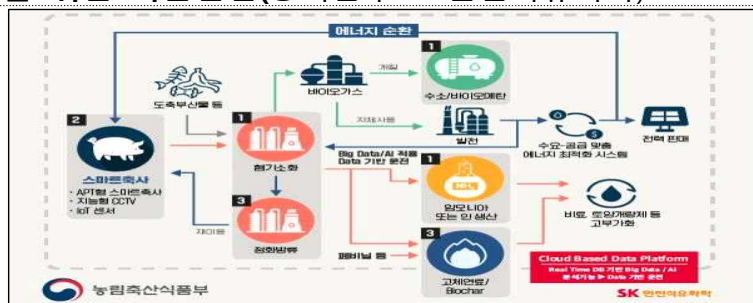 에너지 순환
도축부산물 등
바이오가스
개질
1
수소/바이오메탄
자체사용
발전
수요-공급 맞춤
에너지 최적화 시스템
전력 판매
2
스마트축사
• APT형 스마트축사
• 지능형 CCTV
• IoT 센서
1
혐기소화
Big Data/AI 적용
Data 기반 운전
1
암모니아
또는 인 생산
비료, 토양개량제 등
고부가화
3
정화방류
재이용
폐비닐 등
3
고체연료/
Biochar
Cloud Based Data Platform
Real Time DB 기반 Big Data / AI
분석기능 Data 기반 운전
농림축산식품부
SK